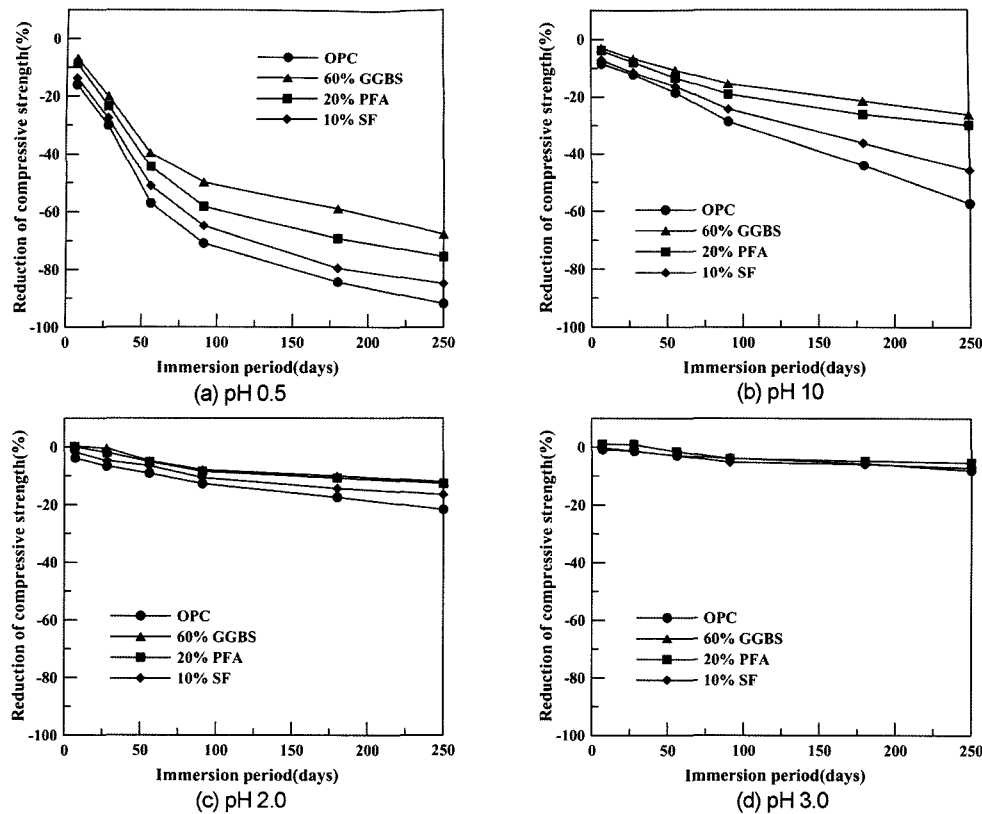 Reduction of compressive strength(%)
0
-20
-40
-60
-80
-100
OPC
60% GGBS
20% PFA
10% SF
0 50 100 150 200 250
Immersion period(days)
(a) pH 0.5
Reduction of compressive strength(%)
0
-20
-40
-60
-80
-100
OPC
60% GGBS
20% PFA
10% SF
0 50 100 150 200 250
Immersion period(days)
(b) pH 10
Reduction of compressive strength(%)
0
-20
-40
-60
-80
-100
OPC
60% GGBS
20% PFA
10% SF
0 50 100 150 200 250
Immersion period(days)
(c) pH 2.0
Reduction of compressive strength(%)
0
-20
-40
-60
-80
-100
OPC
60% GGBS
20% PFA
10% SF
0 50 100 150 200 250
Immersion period(days)
(d) pH 3.0